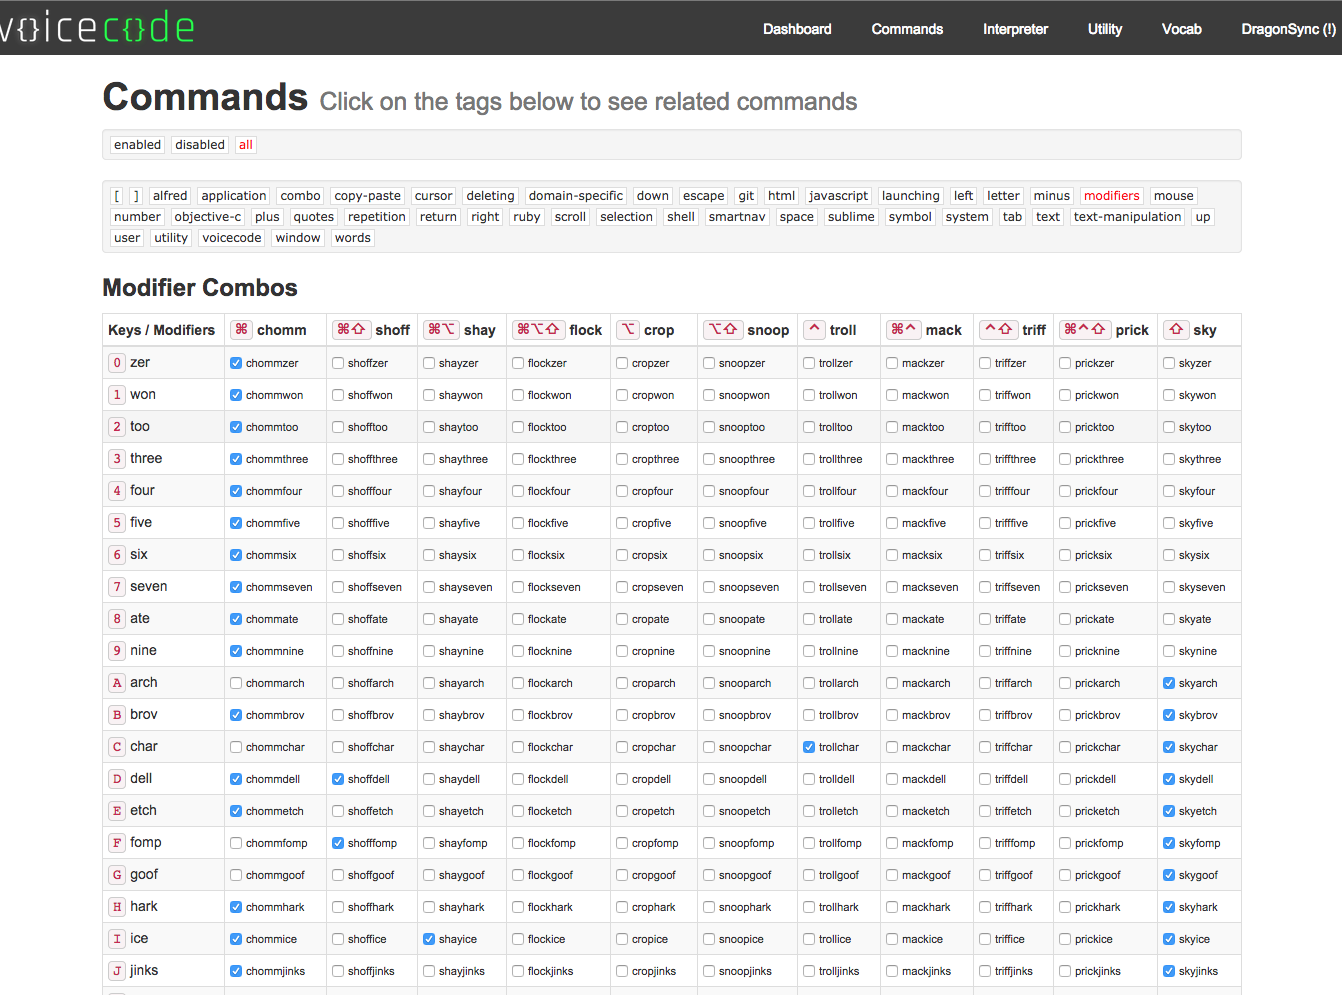 v{}icecode
Dashboard Commands Interpreter Utility Vocab DragonSync (!)
Commands Click on the tags below to see related commands
enabled disabled all
[ ] alfred application combo copy-paste cursor deleting domain-specific down escape git html javascript launching left letter minus modifiers mouse
number objective-c plus quotes repetition return right ruby scroll selection shell smartnav space sublime symbol system tab text text-manipulation up
user utility voicecode window words
Modifier Combos
Keys / Modifiers ⌘ chomm ⌘⇧ shoff ⌘⌥ shay ⌘⌥⇧ flock ⌥ crop ⌥⇧ snoop ⌃ troll ⌘⌃ mack ⌃⇧ triff ⌘⌃⇧ prick ⇧ sky
0 zer chommzer shoffzer shayzer flockzer cropzer snoopzer trollzer mackzer triffzer prickzer skyzer
1 won chommwon shoffwon shaywon flockwon cropwon snoopwon trollwon mackwon triffwon prickwon skywon
2 too chommtoo shofftoo shaytoo flocktoo croptoo snooptoo trolltoo macktoo trifftoo pricktoo skytoo
3 three chommthree shoffthree shaythree flockthree cropthree snoopthree trollthree mackthree triffthree prickthree skythree
4 four chommfour shofffour shayfour flockfour cropfour snoopfour trollfour mackfour trifffour prickfour skyfour
5 five chommfive shofffive shayfive flockfive cropfive snoopfive trollfive mackfive trifffive prickfive skyfive
6 six chommsix shoffsix shaysix flocksix cropsix snoopsix trollsix macksix triffsix pricksix skysix
7 seven chommseven shoffseven shayseven flockseven cropseven snoopseven trollseven mackseven triffseven prickseven skyseven
8 ate chommate shoffate shayate flockate cropate snoopate trollate mackate triffate prickate skyate
9 nine chommnine shoffnine shaynine flocknine cropnine snoopnine trollnine macknine triffnine pricknine skynine
A arch chommarch shoffarch shayarch flockarch croparch snooparch trollarch mackarch triffarch prickarch skyarch
B brov chommbrov shoffbrov shaybrov flockbrov cropbrov snoopbrov trollbrov mackbrov triffbrov prickbrov skybrov
C char chommchar shoffchar shaychar flockchar cropchar snoopchar trollchar mackchar triffchar prickchar skychar
D dell chommdell shoffdell shaydell flockdell cropdell snoopdell trolldell mackdell triffdell prickdell skydell
E etch chommetch shoffetch shayetch flocketch cropetch snoopetch trolletch macketch triffetch pricketch skyetch
F fomp chommfomp shofffomp shayfomp flockfomp cropfomp snoopfomp trollfomp mackfomp trifffomp prickfomp skyfomp
G goof chommgoof shoffgoof shaygoof flockgoof cropgoof snoopgoof trollgoof mackgoof triffgoof prickgoof skygoof
H hark chommhark shoffhark shayhark flockhark crophark snoophark trollhark mackhark triffhark prickhark skyhark
I ice chommice shoffice shayice flockice cropice snoopice trollice mackice triffice prickice skyice
J jinks chommjinks shoffjinks shayjinks flockjinks cropjinks snoopjinks trolljinks mackjinks triffjinks prickjinks skyjinks